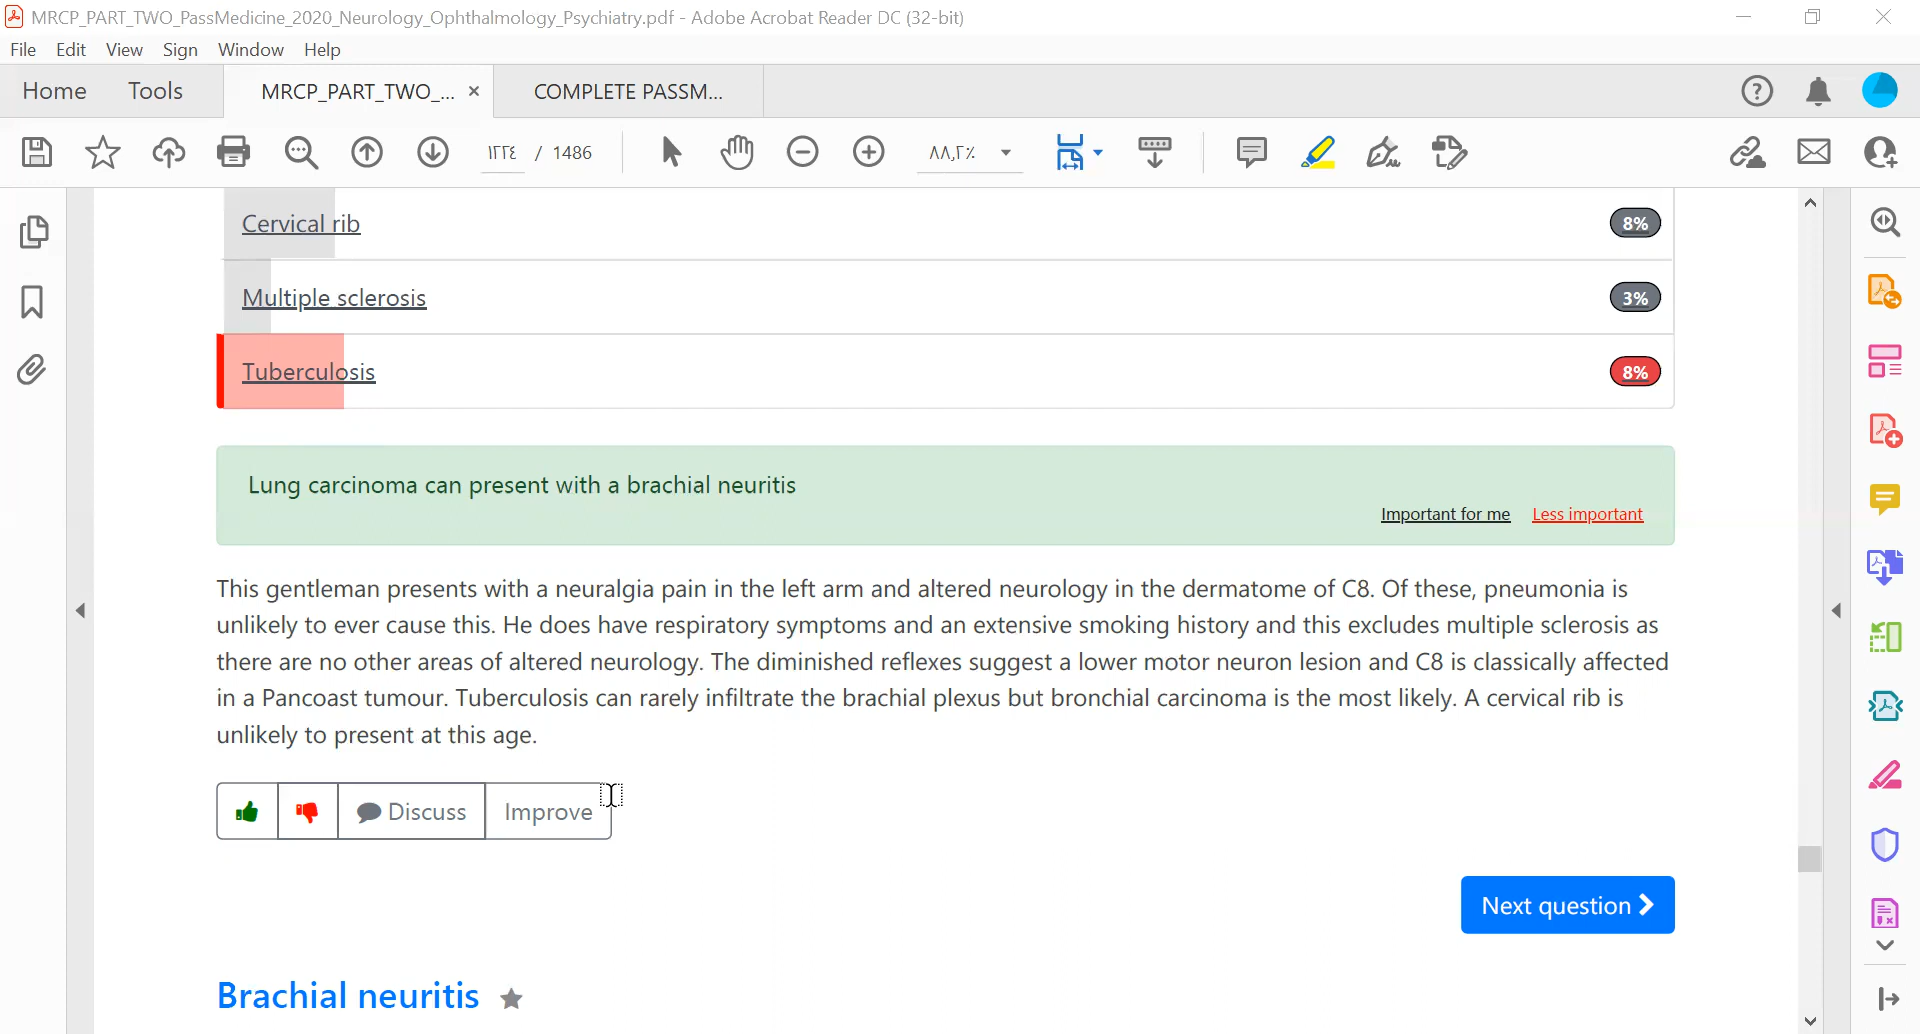 MRCP_PART_TWO_PassMedicine_2020_Neurology_Ophthalmology_Psychiatry.pdf - Adobe Acrobat Reader DC (32-bit)
File Edit View Sign Window Help
Home Tools MRCP_PART_TWO_... × COMPLETE PASSM...
١٢٣٤ / 1486 ٨٨,٢٪
Cervical rib 8%
Multiple sclerosis 3%
Tuberculosis 8%
Lung carcinoma can present with a brachial neuritis
Important for me Less important
This gentleman presents with a neuralgia pain in the left arm and altered neurology in the dermatome of C8. Of these, pneumonia is
unlikely to ever cause this. He does have respiratory symptoms and an extensive smoking history and this excludes multiple sclerosis as
there are no other areas of altered neurology. The diminished reflexes suggest a lower motor neuron lesion and C8 is classically affected
in a Pancoast tumour. Tuberculosis can rarely infiltrate the brachial plexus but bronchial carcinoma is the most likely. A cervical rib is
unlikely to present at this age.
Discuss Improve
Next question
Brachial neuritis